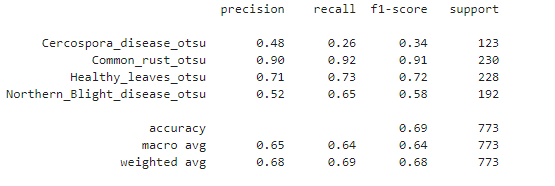 precision recall f1-score support
Cercospora_disease_otsu 0.48 0.26 0.34 123
Common_rust_otsu 0.90 0.92 0.91 230
Healthy_leaves_otsu 0.71 0.73 0.72 228
Northern_Blight_disease_otsu 0.52 0.65 0.58 192
accuracy 0.69 773
macro avg 0.65 0.64 0.64 773
weighted avg 0.68 0.69 0.68 773